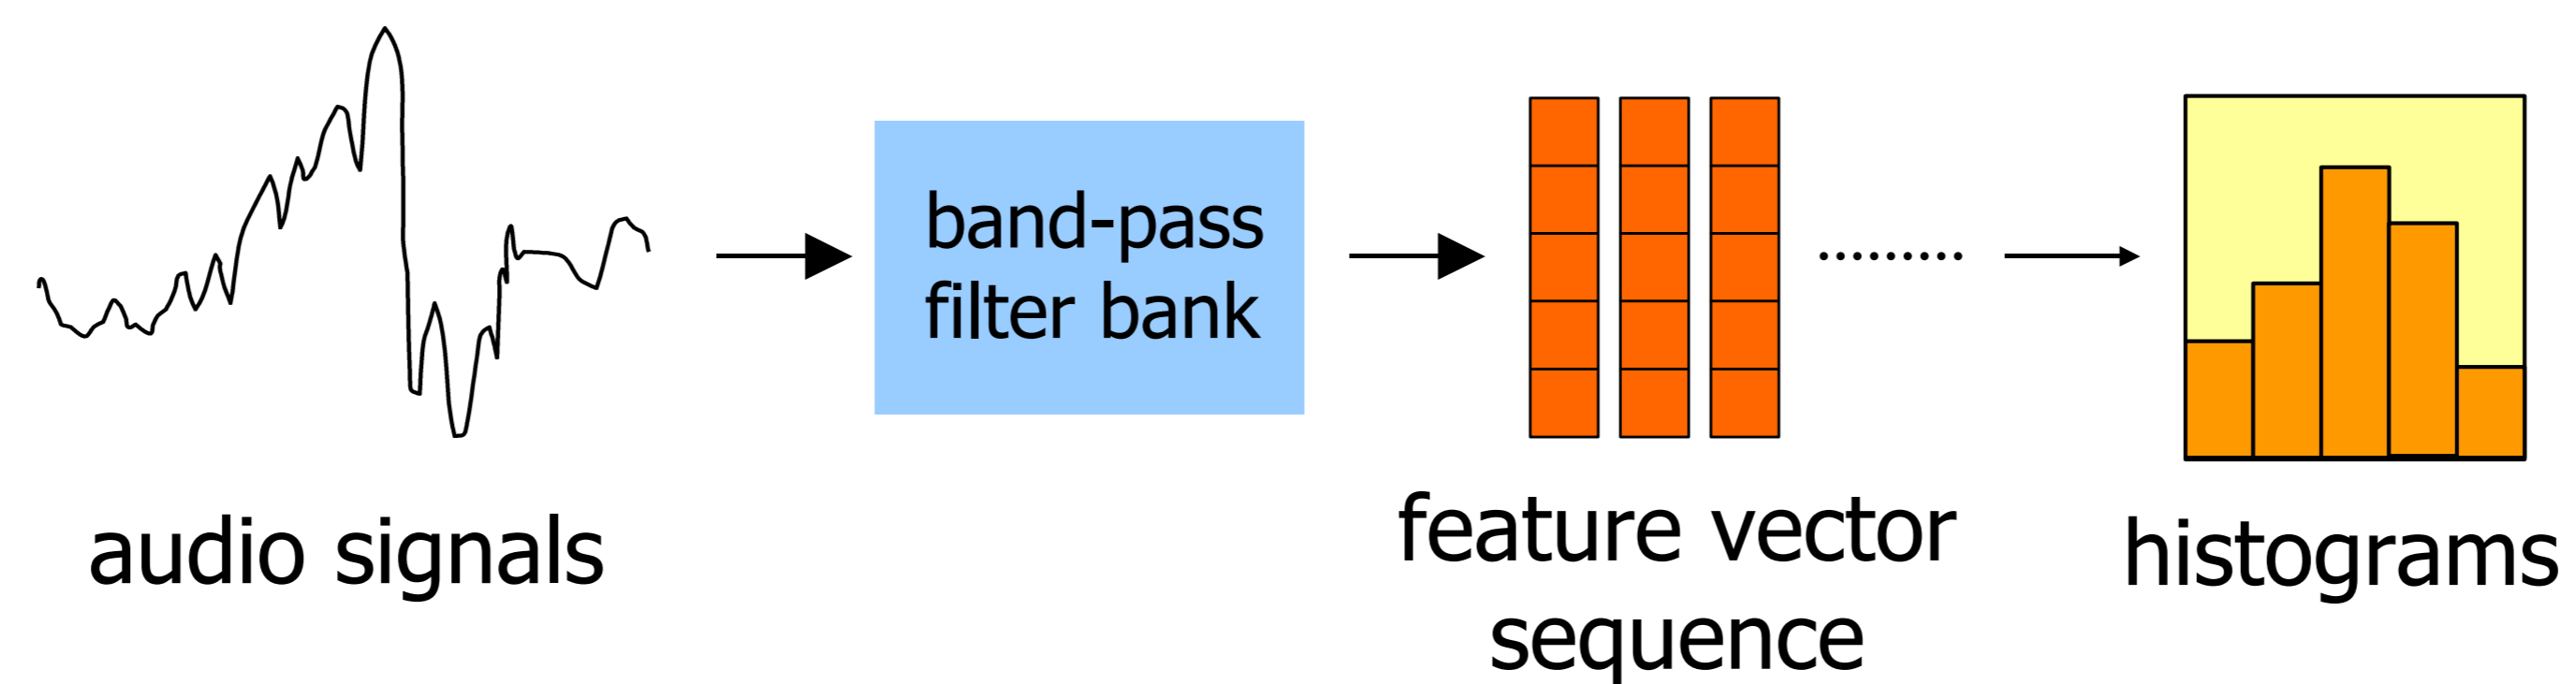 band-pass
filter bank
audio signals
feature vector
sequence
histograms